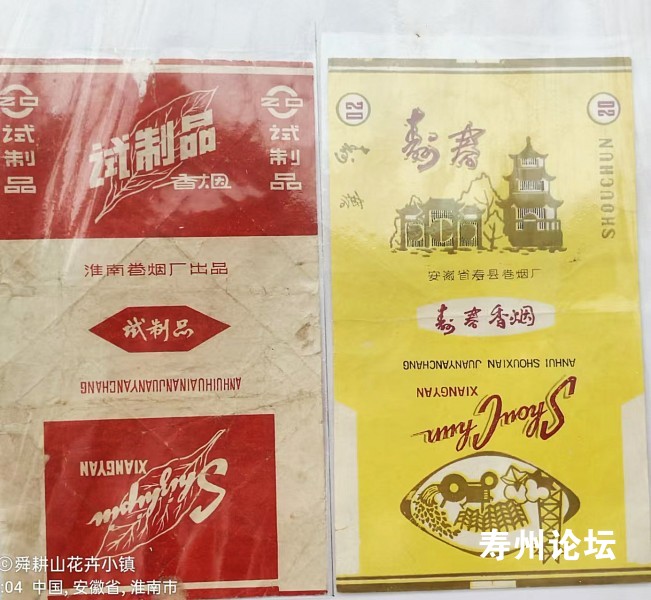 试制品
试制品
香烟
试制品
淮南卷烟厂出品
试制品
ANHUIHUAINANJUANYANCHANG
XIANGYAN
Shizhipin
20
寿春
20
SHOUCHUN
寿春
安徽省寿县卷烟厂
寿春香烟
ANHUI SHOUXIAN JUANYANCHANG
XIANGYAN
ShouChun
寿州论坛
©舜耕山花卉小镇
:04 中国,安徽省,淮南市